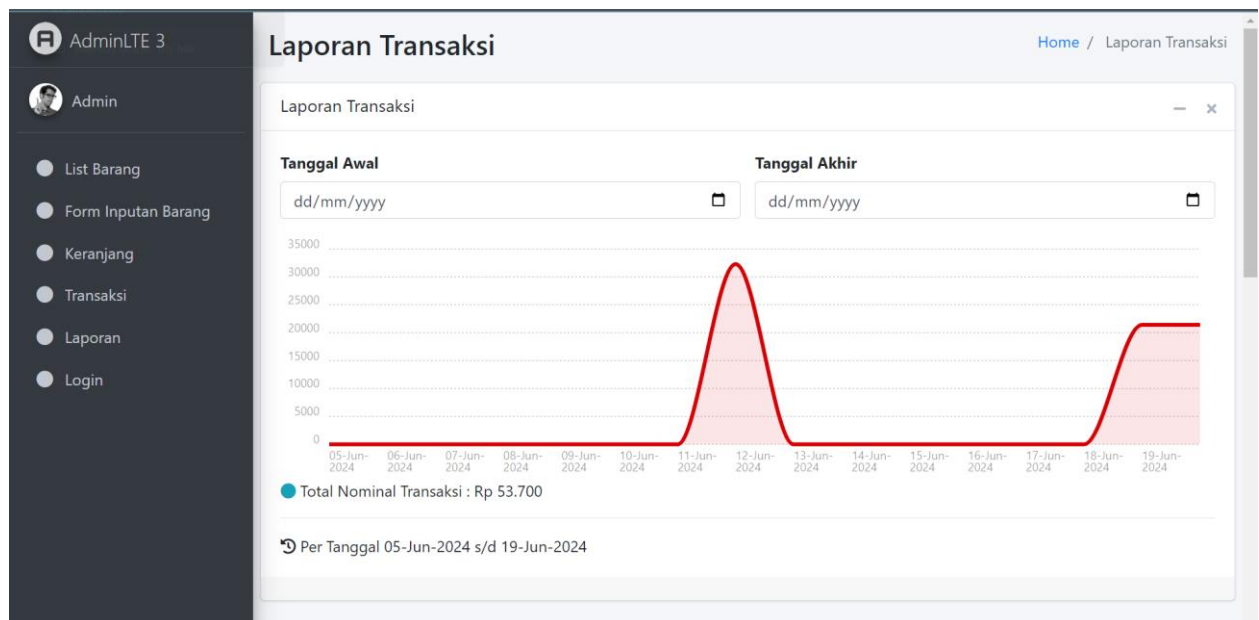 AdminLTE 3
Admin
List Barang
Form Inputan Barang
Keranjang
Transaksi
Laporan
Login
Laporan Transaksi
Home / Laporan Transaksi
Laporan Transaksi
Tanggal Awal
Tanggal Akhir
dd/mm/yyyy
dd/mm/yyyy
35000
30000
25000
20000
15000
10000
5000
0
05-Jun-
2024
06-Jun-
2024
07-Jun-
2024
08-Jun-
2024
09-Jun-
2024
10-Jun-
2024
11-Jun-
2024
12-Jun-
2024
13-Jun-
2024
14-Jun-
2024
15-Jun-
2024
16-Jun-
2024
17-Jun-
2024
18-Jun-
2024
19-Jun-
2024
Total Nominal Transaksi : Rp 53.700
Per Tanggal 05-Jun-2024 s/d 19-Jun-2024